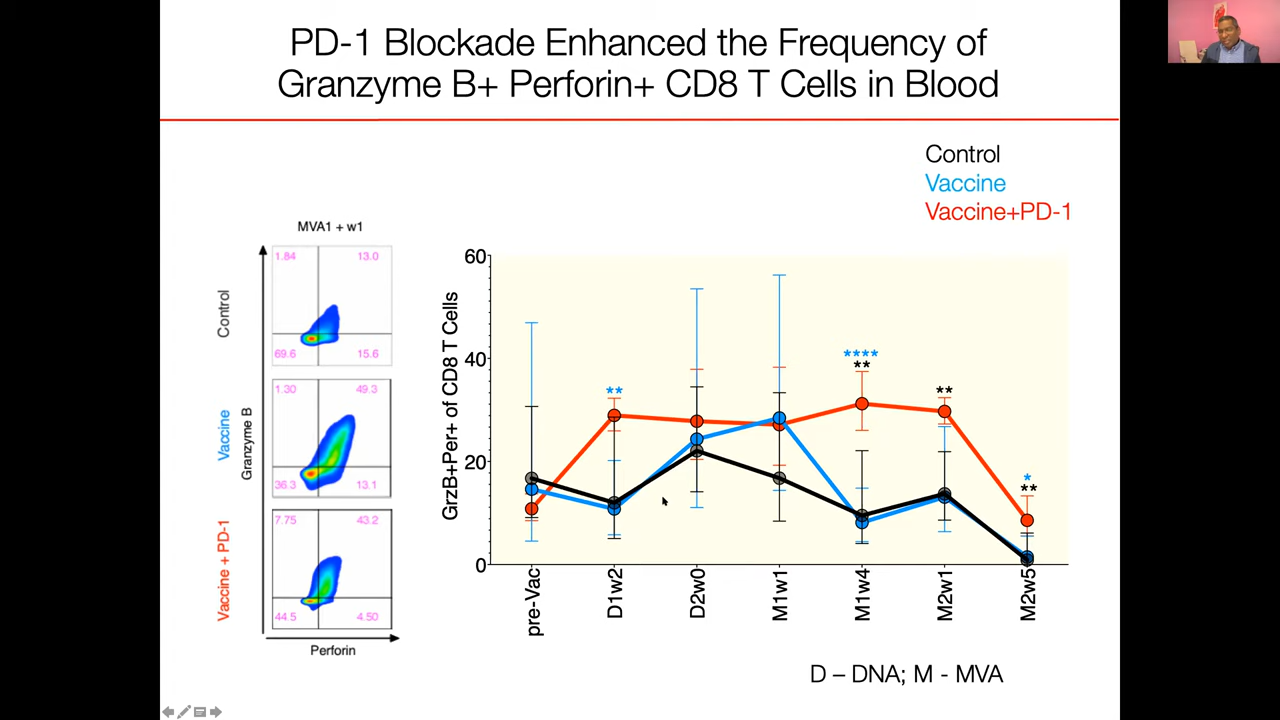 PD-1 Blockade Enhanced the Frequency of
Granzyme B+ Perforin+ CD8 T Cells in Blood
Control
Vaccine
Vaccine+PD-1
MVA1 + w1
Control
Vaccine
Vaccine + PD-1
Granzyme B
1.84 13.0
69.6 15.6
1.30 49.3
36.3 13.1
7.75 43.2
44.5 4.50
Perforin
GrzB+Per+ of CD8 T Cells
60
40
20
0
**
****
**
**
*
**
pre-Vac D1w2 D2w0 M1w1 M1w4 M2w1 M2w5
D – DNA; M - MVA